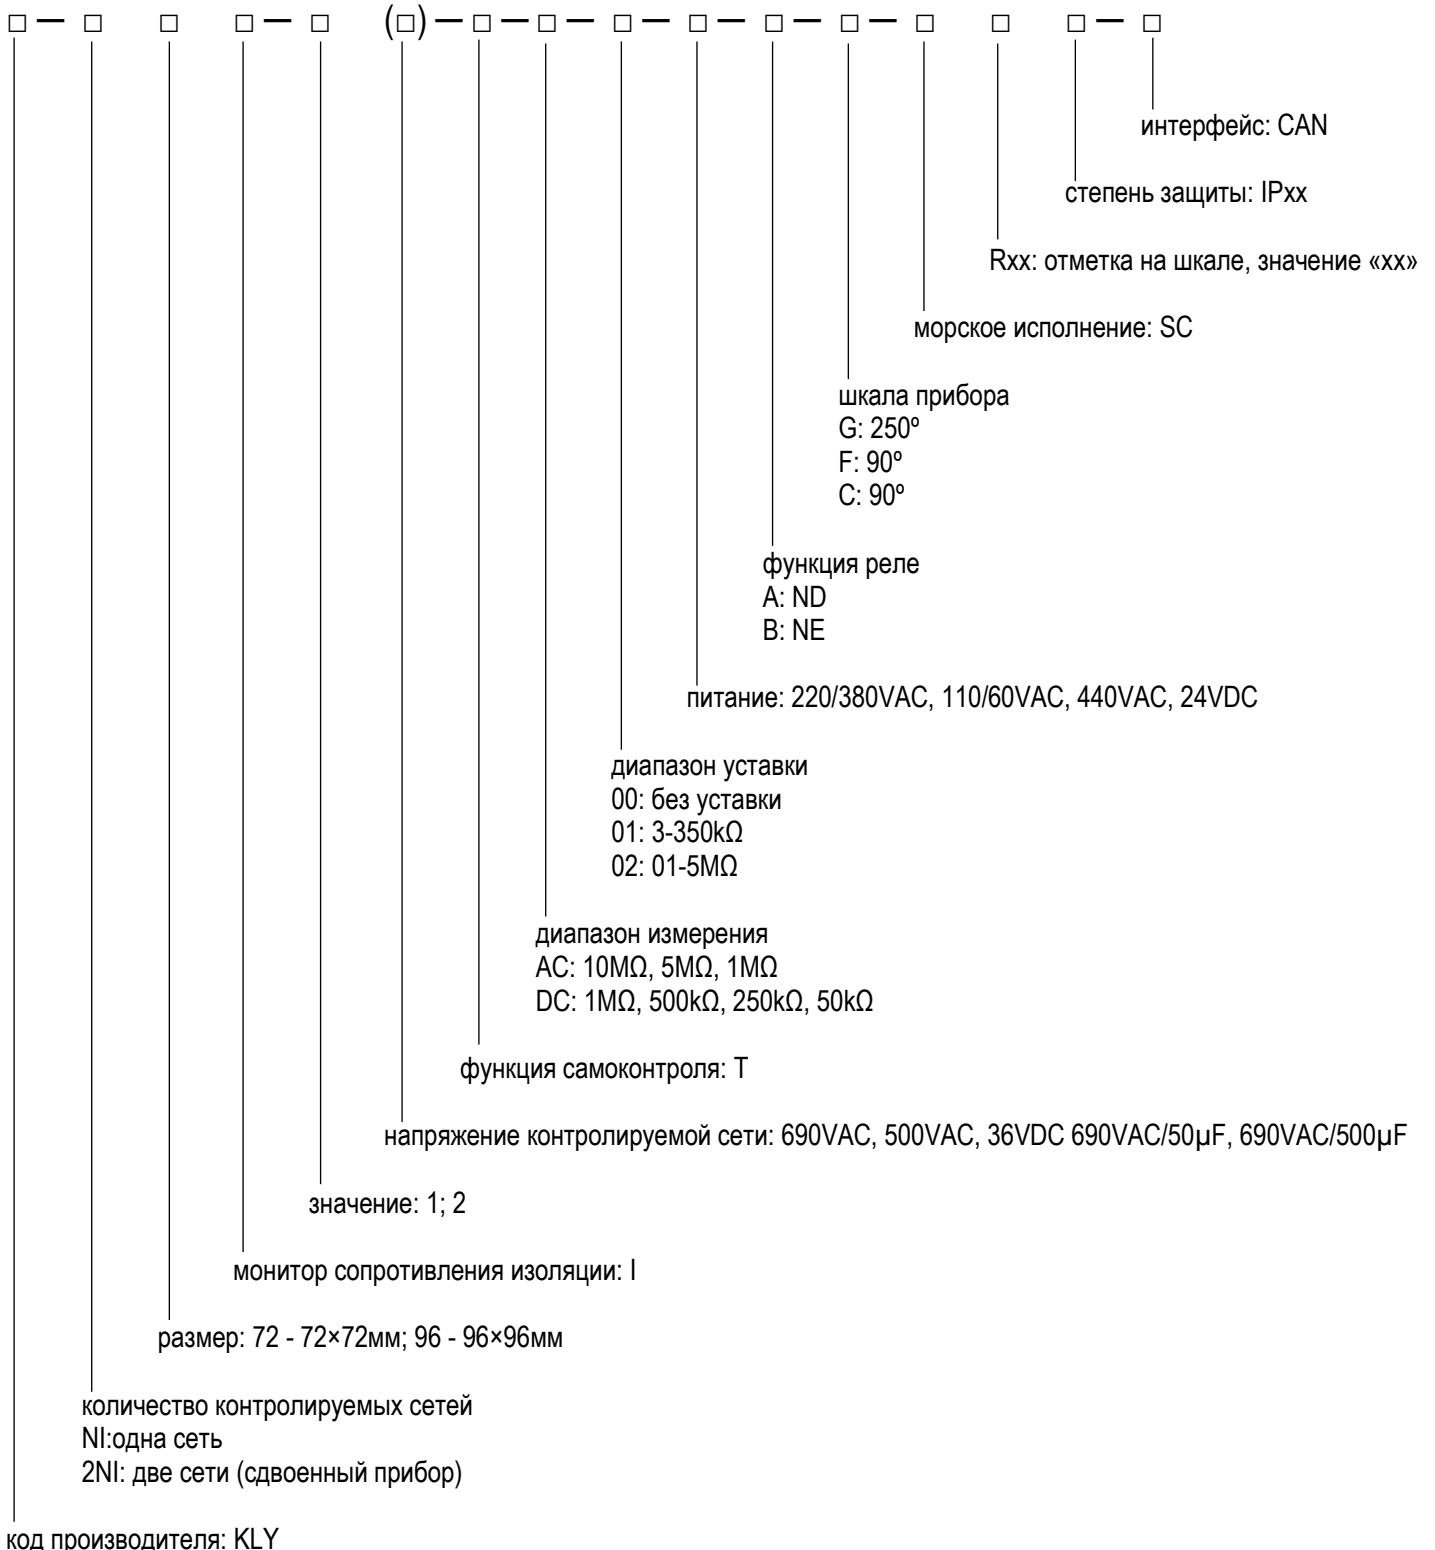 □ — □ □ □ — □ (□) — □ — □ — □ — □ — □ — □ — □ □ □ — □
интерфейс: CAN
степень защиты: IPxx
Rxx: отметка на шкале, значение «xx»
морское исполнение: SC
шкала прибора
G: 250º
F: 90º
C: 90º
функция реле
A: ND
B: NE
питание: 220/380VAC, 110/60VAC, 440VAC, 24VDC
диапазон уставки
00: без уставки
01: 3-350kΩ
02: 01-5MΩ
диапазон измерения
AC: 10MΩ, 5MΩ, 1MΩ
DC: 1MΩ, 500kΩ, 250kΩ, 50kΩ
функция самоконтроля: T
напряжение контролируемой сети: 690VAC, 500VAC, 36VDC 690VAC/50µF, 690VAC/500µF
значение: 1; 2
монитор сопротивления изоляции: I
размер: 72 - 72×72мм; 96 - 96×96мм
количество контролируемых сетей
NI:одна сеть
2NI: две сети (сдвоенный прибор)
код производителя: KLY